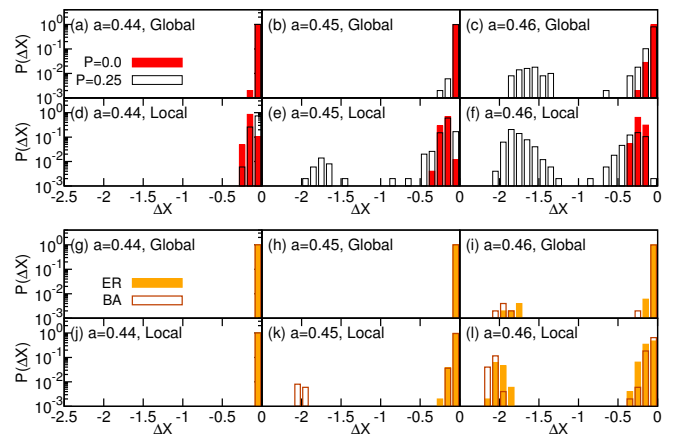 (a) a=0.44, Global (b) a=0.45, Global (c) a=0.46, Global
P(ΔX) 10^0 10^-2 10^-3
P=0.0
P=0.25
(d) a=0.44, Local (e) a=0.45, Local (f) a=0.46, Local
P(ΔX) 10^0 10^-1 10^-2 10^-3
-2.5 -2 -1.5 -1 -0.5 0 -2 -1.5 -1 -0.5 0 -2 -1.5 -1 -0.5 0
ΔX ΔX ΔX
(g) a=0.44, Global (h) a=0.45, Global (i) a=0.46, Global
P(ΔX) 10^0 10^-2 10^-3
ER
BA
(j) a=0.44, Local (k) a=0.45, Local (l) a=0.46, Local
P(ΔX) 10^0 10^-1 10^-2 10^-3
-2.5 -2 -1.5 -1 -0.5 0 -2 -1.5 -1 -0.5 0 -2 -1.5 -1 -0.5 0
ΔX ΔX ΔX